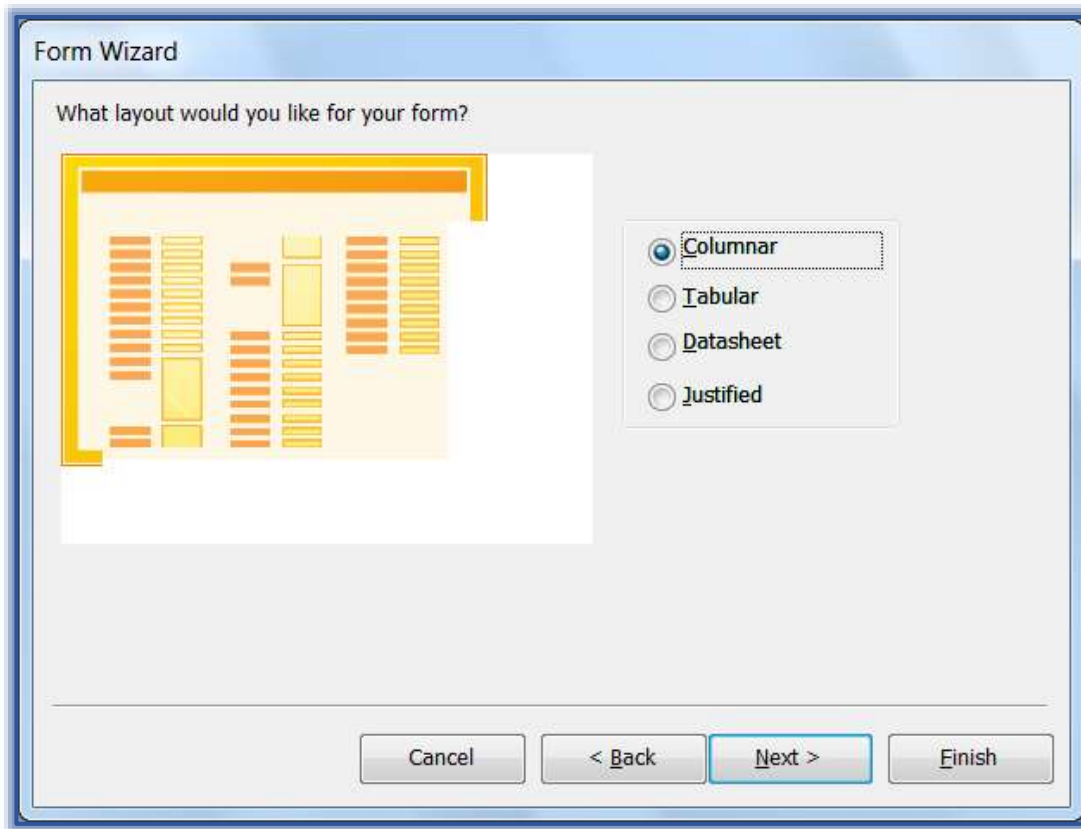 Form Wizard
What layout would you like for your form?
Columnar
Tabular
Datasheet
Justified
Cancel
< Back
Next >
Finish